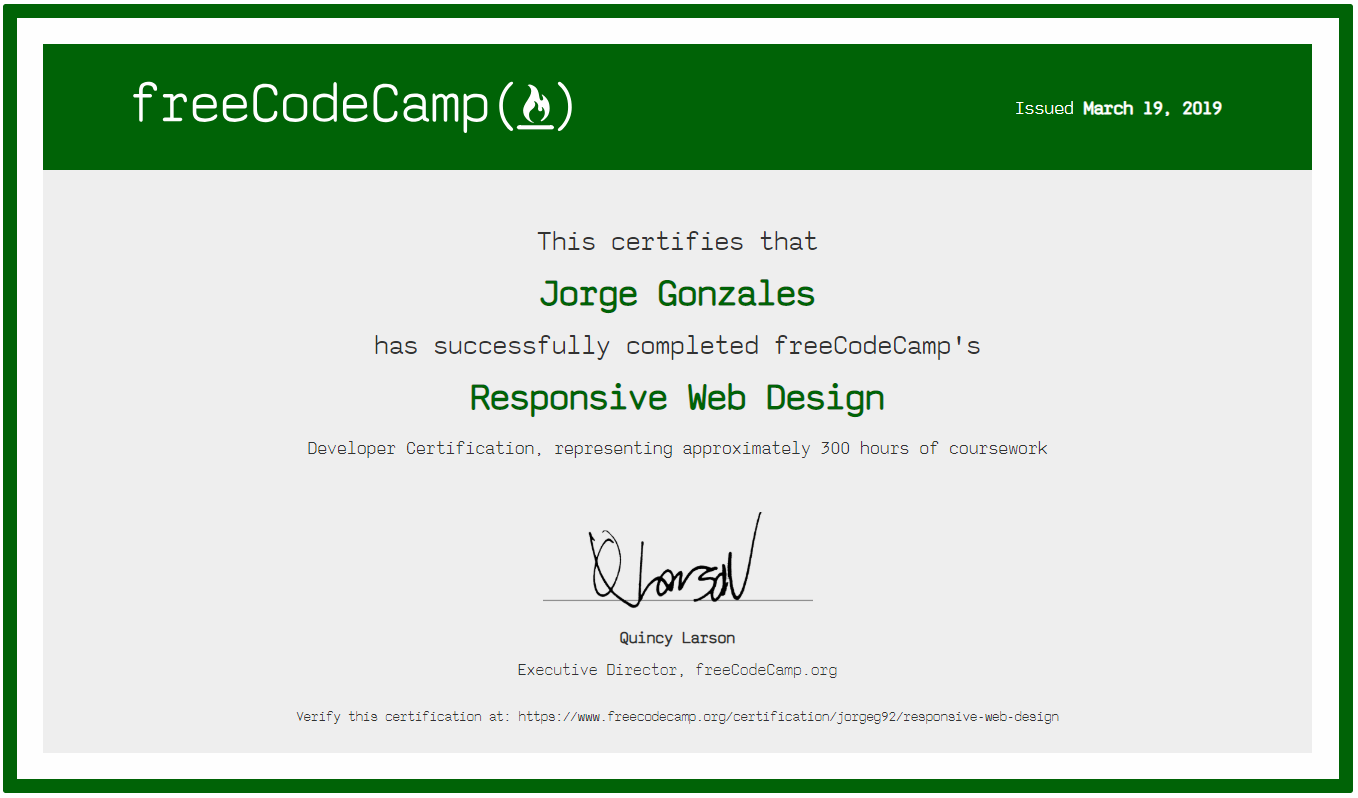 freeCodeCamp(🔥)
Issued March 19, 2019
This certifies that
Jorge Gonzales
has successfully completed freeCodeCamp's
Responsive Web Design
Developer Certification, representing approximately 300 hours of coursework
Q Larson
Quincy Larson
Executive Director, freeCodeCamp.org
Verify this certification at: https://www.freecodecamp.org/certification/jorgeg92/responsive-web-design